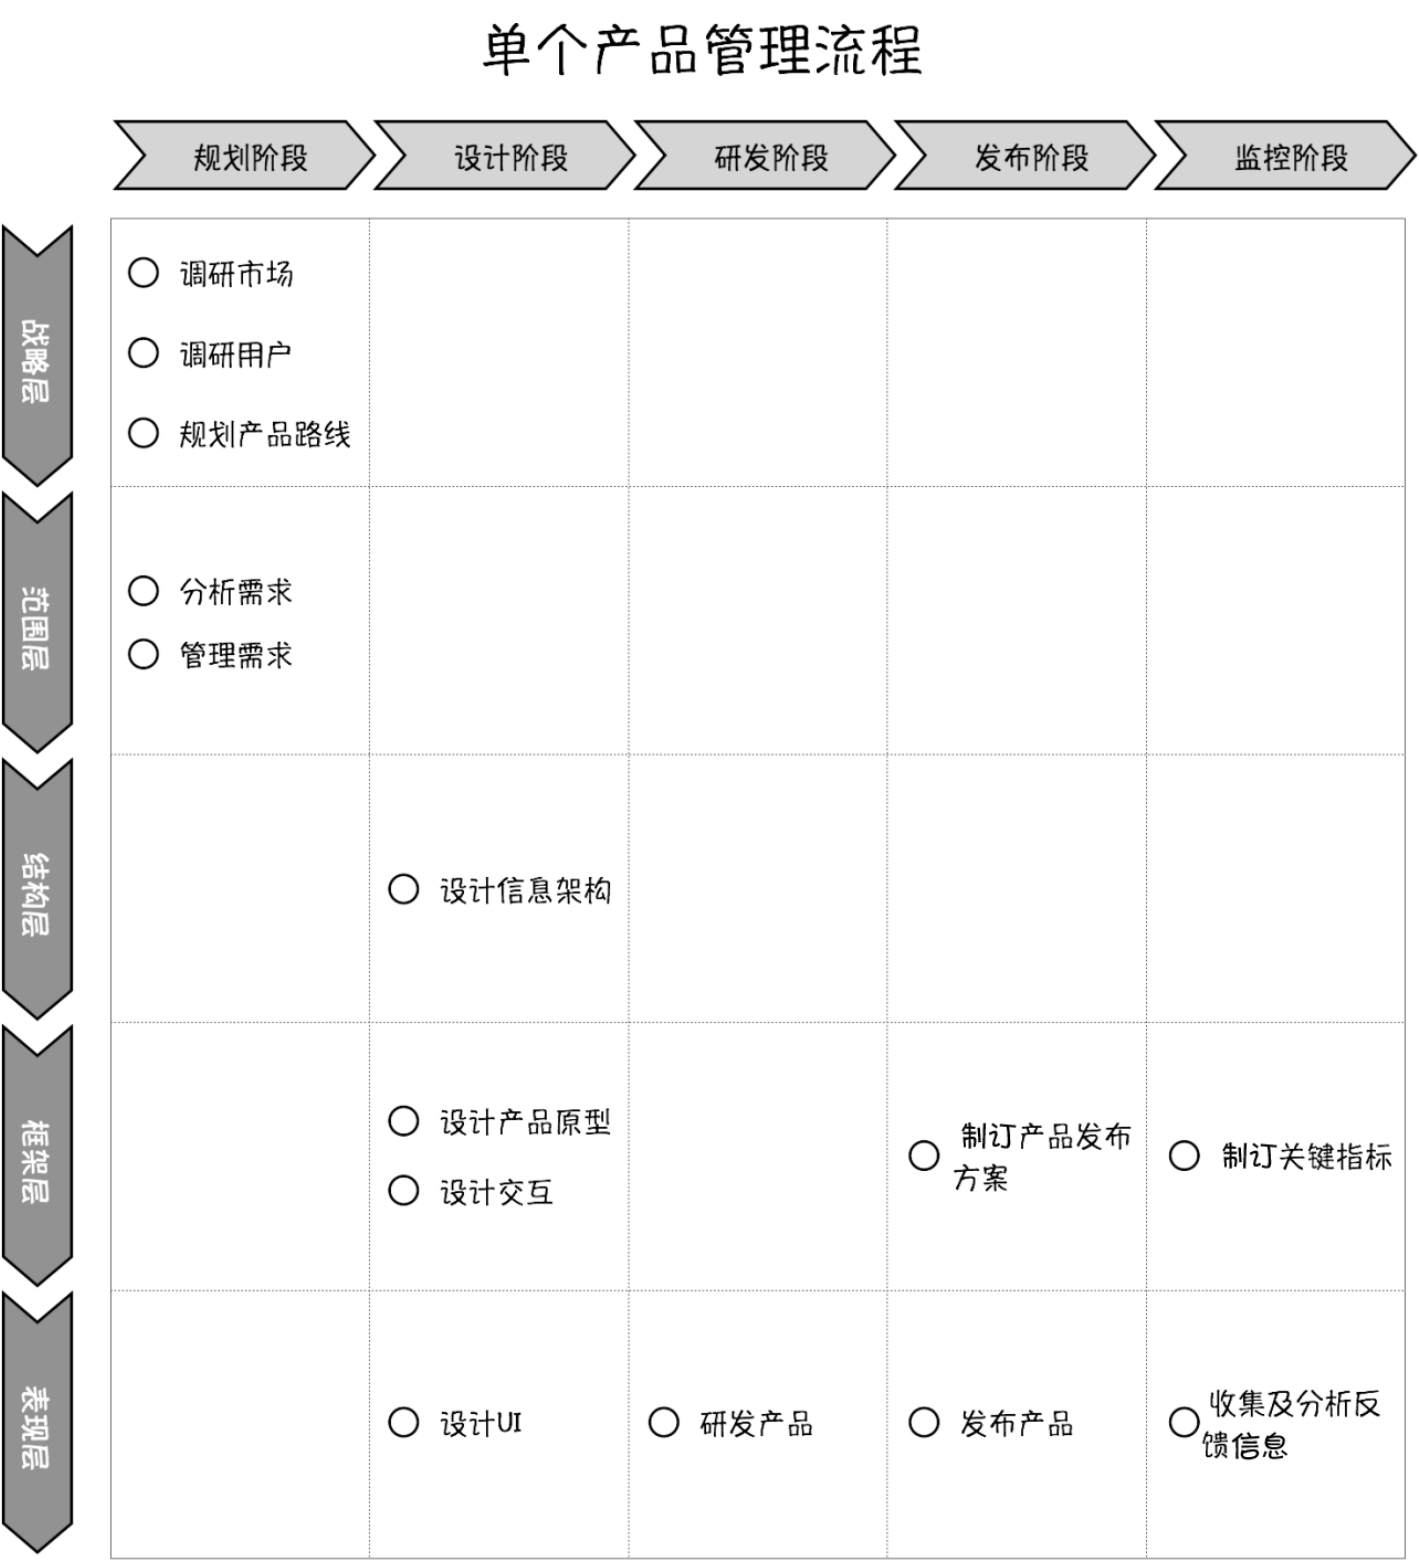 单个产品管理流程
规划阶段
设计阶段
研发阶段
发布阶段
监控阶段
战略层
调研市场
调研用户
规划产品路线
范围层
分析需求
管理需求
结构层
设计信息架构
框架层
设计产品原型
设计交互
制订产品发布
方案
制订关键指标
表现层
设计UI
研发产品
发布产品
收集及分析反
馈信息